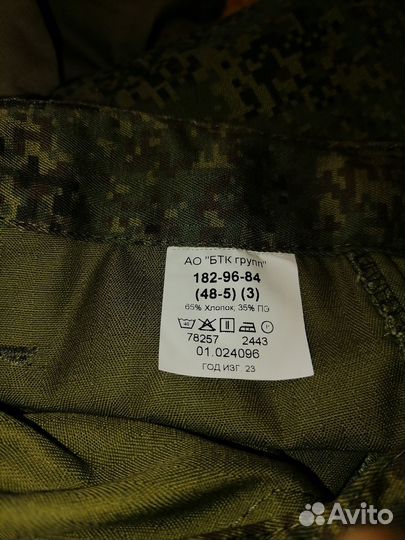 АО "БТК групп"
182-96-84
(48-5) (3)
65% Хлопок, 35% ПЭ
78257 2443
01.024096
ГОД ИЗГ. 23
Avito